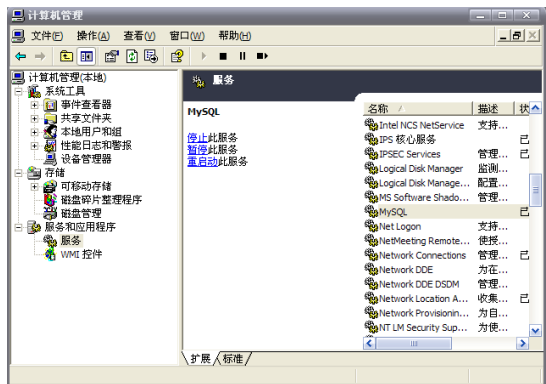 计算机管理
文件(F) 操作(A) 查看(V) 窗口(W) 帮助(H)
计算机管理(本地)
系统工具
事件查看器
共享文件夹
本地用户和组
性能日志和警报
设备管理器
存储
可移动存储
磁盘碎片整理程序
磁盘管理
服务和应用程序
服务
WMI 控件
服务
MySQL
停止此服务
暂停此服务
重启动此服务
名称 描述 状
Intel NCS NetService 支持...
IPS 核心服务 已
IPSEC Services 管理... 已
Logical Disk Manager 监测...
Logical Disk Manage... 配置...
MS Software Shado... 管理...
MySQL 已
Net Logon 支持...
NetMeeting Remote... 使授...
Network Connections 管理... 已
Network DDE 为在...
Network DDE DSDM 管理...
Network Location A... 收集... 已
Network Provisionin... 为自...
NT LM Security Sup... 为使...
扩展 标准